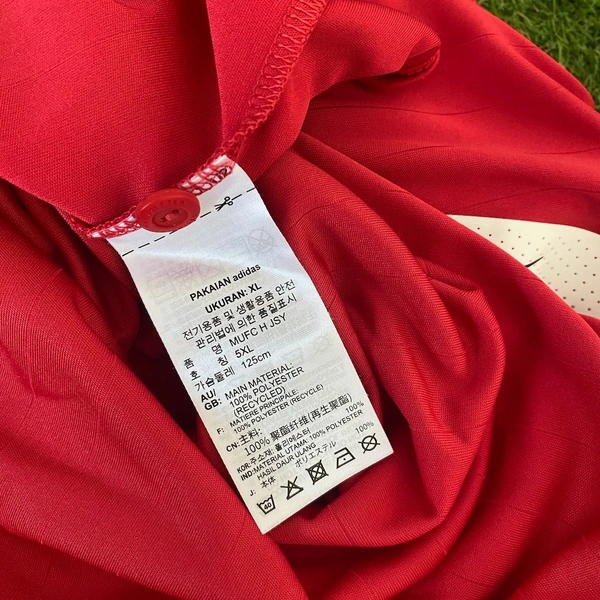 PAKAIAN adidas
UKURAN: XL
전기용품 및 생활용품 안전
관리법에 의한 품질표시
품 명 MUFC H JSY
호 칭 5XL
가슴둘레 125cm
AU/
GB: MAIN MATERIAL:
100% POLYESTER
(RECYCLED)
F: MATIERE PRINCIPALE:
100% POLYESTER (RECYCLE)
CN: 主料: 100%
100% 聚酯纤维(再生聚酯)
KOR: 주소재: 폴리에스터 100%
IND: MATERIAL UTAMA: 100% POLYESTER
HASIL DAUR ULANG
J: 本体 ポリエステル 100%
40